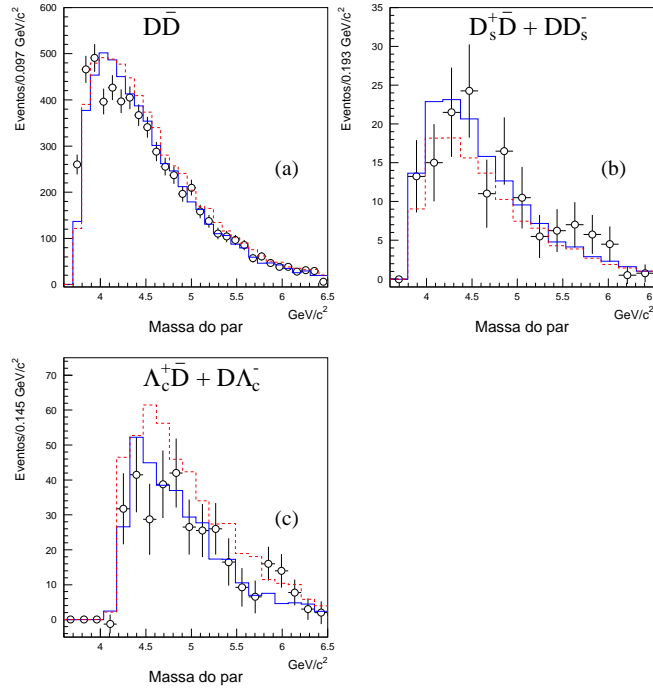 DD̄
Eventos/0.097 GeV/c²
600
500
400
300
200
100
0
(a)
4
4.5
5
5.5
6
6.5
GeV/c²
Massa do par
Dₛ⁺D̄ + DDₛ⁻
Eventos/0.193 GeV/c²
35
30
25
20
15
10
5
0
(b)
4
4.5
5
5.5
6
6.5
GeV/c²
Massa do par
Λ_c⁺D̄ + DΛ_c⁻
Eventos/0.145 GeV/c²
70
60
50
40
30
20
10
0
(c)
4
4.5
5
5.5
6
6.5
GeV/c²
Massa do par